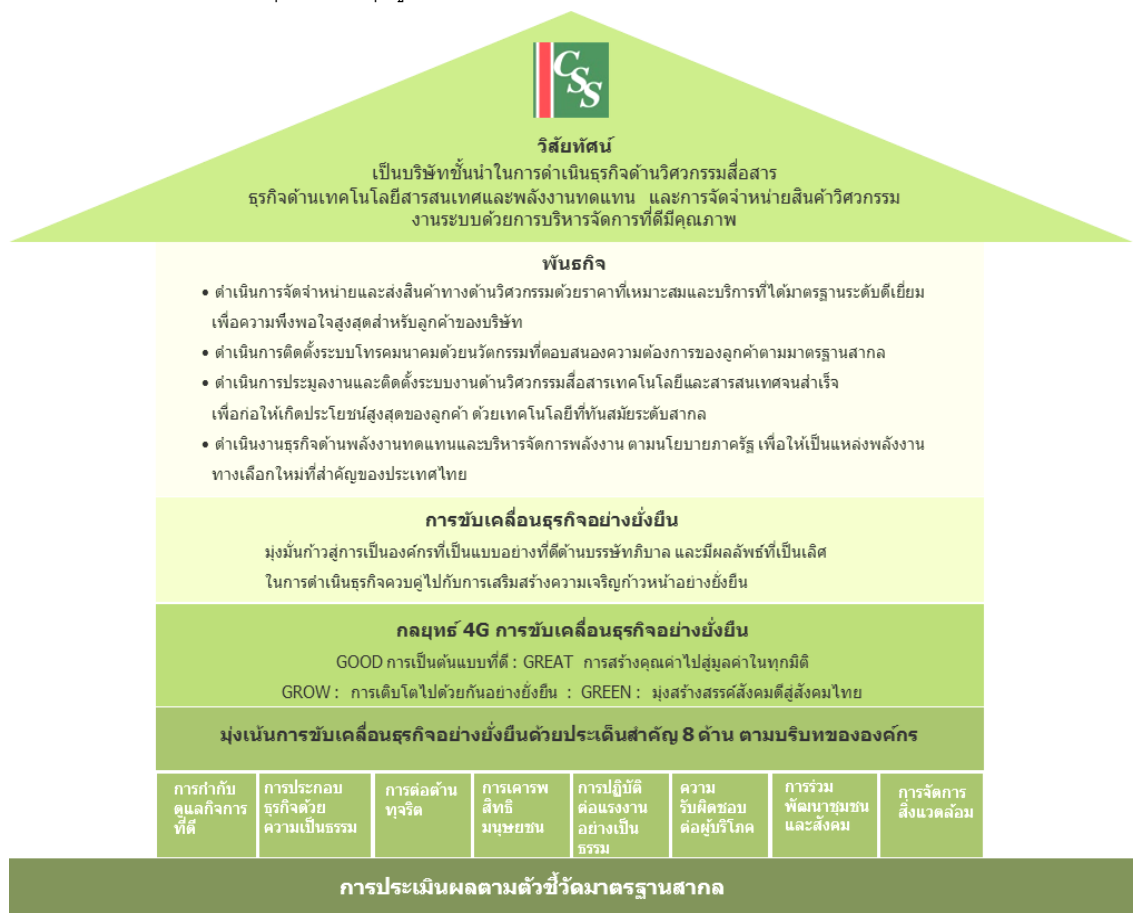 CSS
วิสัยทัศน์
เป็นบริษัทชั้นนำในการดำเนินธุรกิจด้านวิศวกรรมสื่อสาร
ธุรกิจด้านเทคโนโลยีสารสนเทศและพลังงานทดแทน และการจัดจำหน่ายสินค้าวิศวกรรม
งานระบบด้วยการบริหารจัดการที่ดีมีคุณภาพ
พันธกิจ
• ดำเนินการจัดจำหน่ายและส่งสินค้าทางด้านวิศวกรรมด้วยราคาที่เหมาะสมและบริการที่ได้มาตรฐานระดับดีเยี่ยม
เพื่อความพึงพอใจสูงสุดสำหรับลูกค้าของบริษัท
• ดำเนินการติดตั้งระบบโทรคมนาคมด้วยนวัตกรรมที่ตอบสนองความต้องการของลูกค้าตามมาตรฐานสากล
• ดำเนินการประมูลงานและติดตั้งระบบงานด้านวิศวกรรมสื่อสารเทคโนโลยีและสารสนเทศจนสำเร็จ
เพื่อก่อให้เกิดประโยชน์สูงสุดของลูกค้า ด้วยเทคโนโลยีที่ทันสมัยระดับสากล
• ดำเนินงานธุรกิจด้านพลังงานทดแทนและบริหารจัดการพลังงาน ตามนโยบายภาครัฐ เพื่อให้เป็นแหล่งพลังงาน
ทางเลือกใหม่ที่สำคัญของประเทศไทย
การขับเคลื่อนธุรกิจอย่างยั่งยืน
มุ่งมั่นก้าวสู่การเป็นองค์กรที่เป็นแบบอย่างที่ดีด้านบรรษัทภิบาล และมีผลลัพธ์ที่เป็นเลิศ
ในการดำเนินธุรกิจควบคู่ไปกับการเสริมสร้างความเจริญก้าวหน้าอย่างยั่งยืน
กลยุทธ์ 4G การขับเคลื่อนธุรกิจอย่างยั่งยืน
GOOD การเป็นต้นแบบที่ดี : GREAT การสร้างคุณค่าไปสู่มูลค่าในทุกมิติ
GROW : การเติบโตไปด้วยกันอย่างยั่งยืน : GREEN : มุ่งสร้างสรรค์สังคมดีสู่สังคมไทย
มุ่งเน้นการขับเคลื่อนธุรกิจอย่างยั่งยืนด้วยประเด็นสำคัญ 8 ด้าน ตามบริบทขององค์กร
การกำกับ
ดูแลกิจการ
ที่ดี
การประกอบ
ธุรกิจด้วย
ความเป็นธรรม
การต่อต้าน
ทุจริต
การเคารพ
สิทธิ
มนุษยชน
การปฏิบัติ
ต่อแรงงาน
อย่างเป็น
ธรรม
ความ
รับผิดชอบ
ต่อผู้บริโภค
การร่วม
พัฒนาชุมชน
และสังคม
การจัดการ
สิ่งแวดล้อม
การประเมินผลตามตัวชี้วัดมาตรฐานสากล